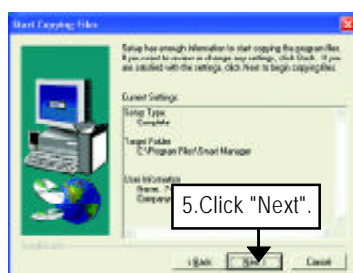 Start Copying Files
Setup has enough information to start copying the program files.
If you want to review or change any settings, click Back. If you
are satisfied with the settings, click Next to begin copying files.
Current Settings:
Setup Type:
Complete
Target Folder
C:\Program Files\Smart Manager
User Information
Name:
Company
5.Click "Next".
< Back
Next >
Cancel